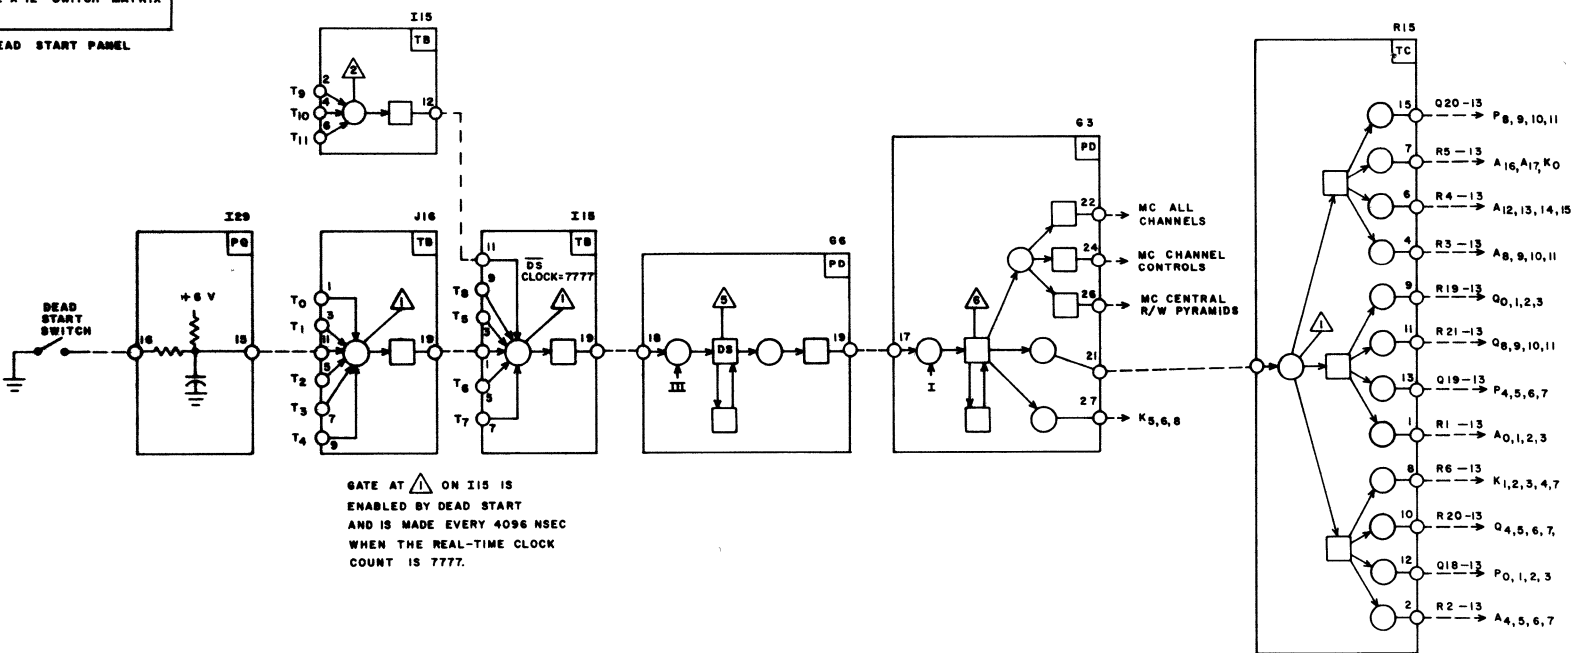 SWITCH MATRIX
DEAD START PANEL
I15
TB
2
2
T9
4
T10
6
T11
12
I29
PQ
+6 V
DEAD
START
SWITCH
16
15
J16
TB
1
T0
1
3
T1
11
19
5
T2
7
T3
9
T4
I15
TB
11
DS
CLOCK=7777
9
T8
1
T5
3
19
1
T6
5
T7
7
GATE AT 1 ON I15 IS
ENABLED BY DEAD START
AND IS MADE EVERY 4096 NSEC
WHEN THE REAL-TIME CLOCK
COUNT IS 7777.
G6
PD
5
18
DS
19
III
G3
PD
22
MC ALL
CHANNELS
24
MC CHANNEL
CONTROLS
26
MC CENTRAL
R/W PYRAMIDS
6
17
I
21
27
K5,6,8
R15
TC
1
15 Q20-13 P8,9,10,11
7 R5-13 A16,A17,K0
6 R4-13 A12,13,14,15
4 R3-13 A8,9,10,11
9 R19-13 Q0,1,2,3
11 R21-13 Q8,9,10,11
13 Q19-13 P4,5,6,7
1 R1-13 A0,1,2,3
8 R6-13 K1,2,3,4,7
10 R20-13 Q4,5,6,7,
12 Q18-13 P0,1,2,3
2 R2-13 A4,5,6,7